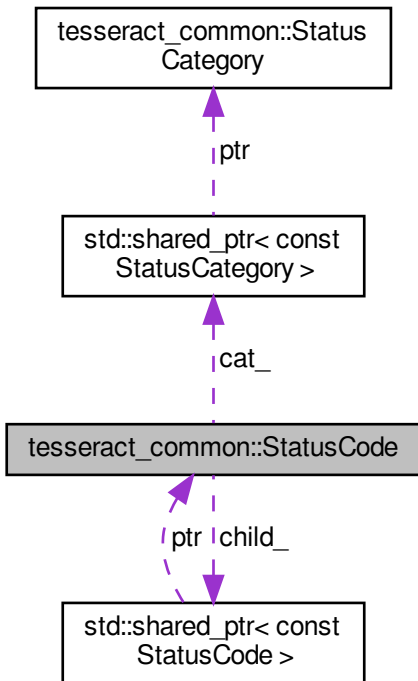 tesseract_common::Status
Category
ptr
std::shared_ptr< const
StatusCategory >
cat_
tesseract_common::StatusCode
ptr
child_
std::shared_ptr< const
StatusCode >